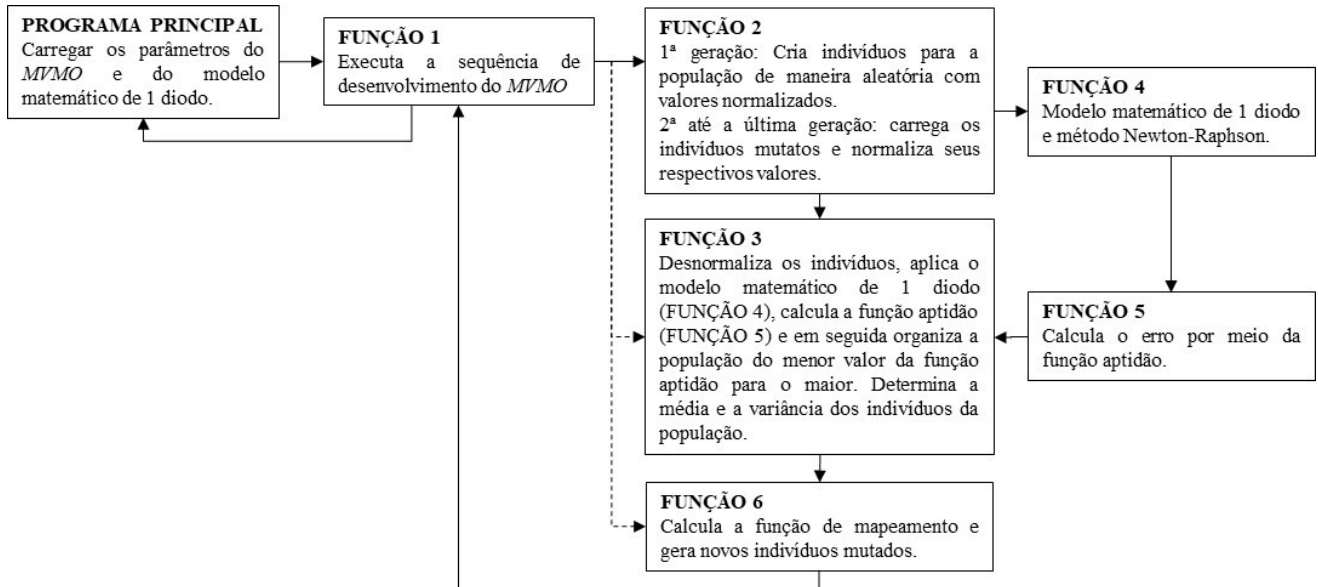 PROGRAMA PRINCIPAL
Carregar os parâmetros do
MVMO e do modelo
matemático de 1 diodo.
FUNÇÃO 1
Executa a sequência de
desenvolvimento do MVMO
FUNÇÃO 2
1ª geração: Cria indivíduos para a
população de maneira aleatória com
valores normalizados.
2ª até a última geração: carrega os
indivíduos mutatos e normaliza seus
respectivos valores.
FUNÇÃO 4
Modelo matemático de 1 diodo
e método Newton-Raphson.
FUNÇÃO 3
Desnormaliza os indivíduos, aplica o
modelo matemático de 1 diodo
(FUNÇÃO 4), calcula a função aptidão
(FUNÇÃO 5) e em seguida organiza a
população do menor valor da função
aptidão para o maior. Determina a
média e a variância dos indivíduos da
população.
FUNÇÃO 5
Calcula o erro por meio da
função aptidão.
FUNÇÃO 6
Calcula a função de mapeamento e
gera novos indivíduos mutados.